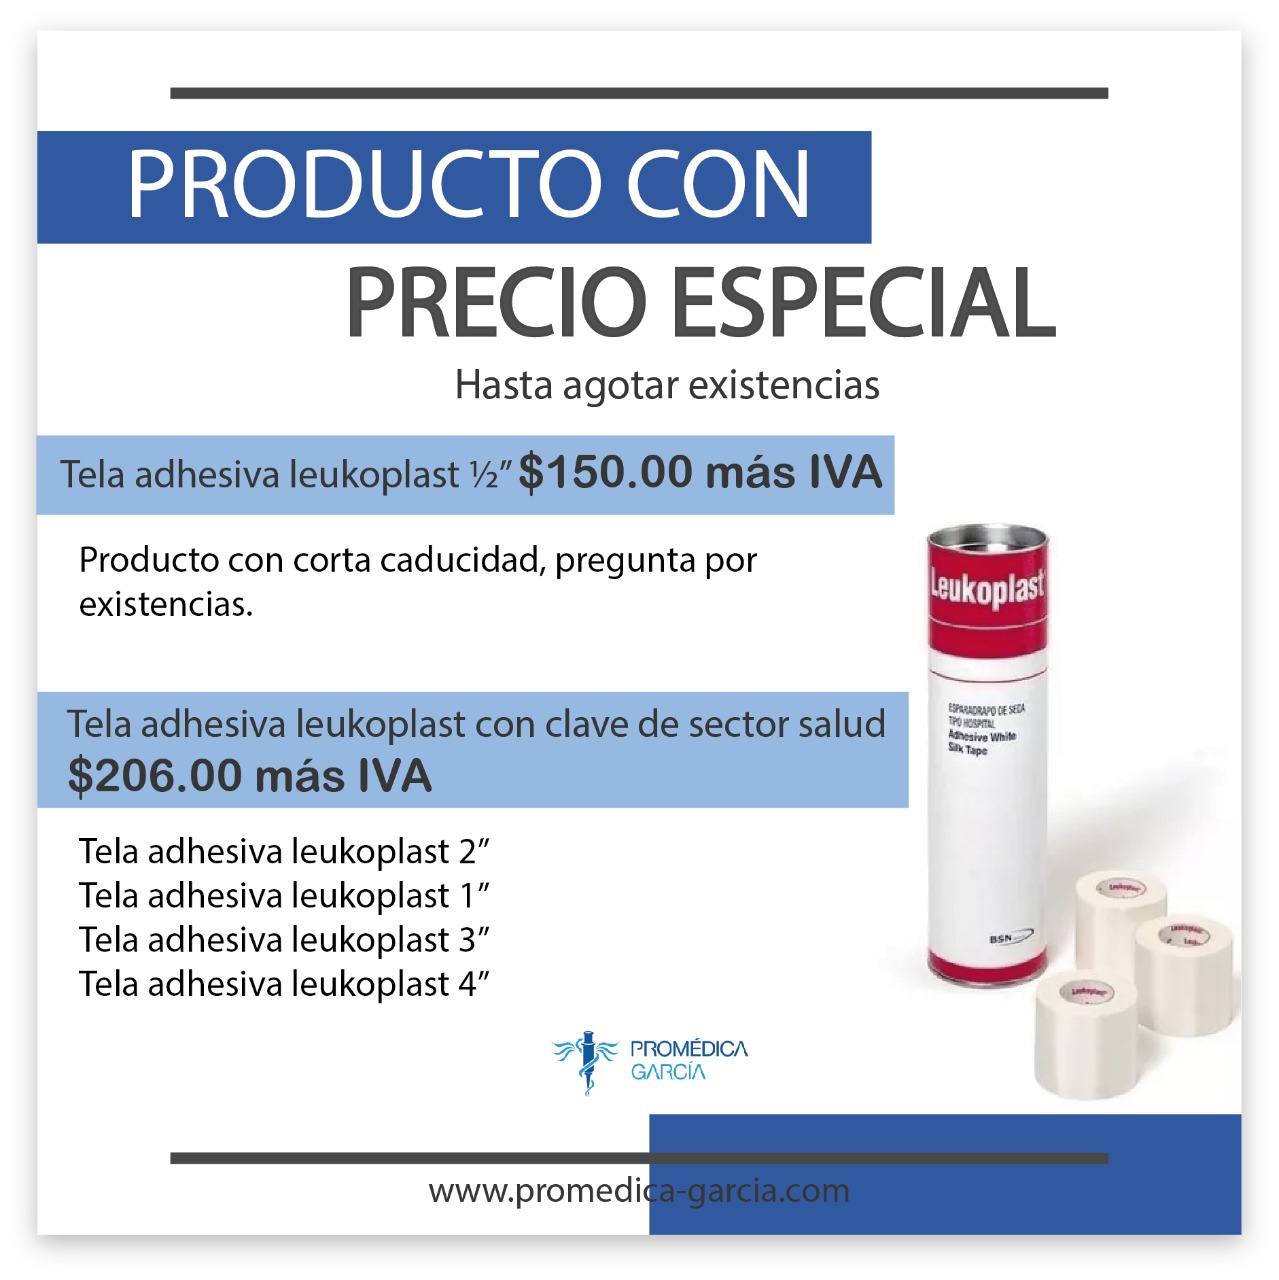 PRODUCTO CON
PRECIO ESPECIAL
Hasta agotar existencias
Tela adhesiva leukoplast ½” $150.00 más IVA
Producto con corta caducidad, pregunta por
existencias.
Tela adhesiva leukoplast con clave de sector salud
$206.00 más IVA
Tela adhesiva leukoplast 2”
Tela adhesiva leukoplast 1”
Tela adhesiva leukoplast 3”
Tela adhesiva leukoplast 4”
Leukoplast
ESPARADRAPO DE SEDA
TIPO HOSPITAL
Adhesive White
Silk Tape
BSN
Leukoplast
Leukoplast
Leukoplast
PROMÉDICA
GARCÍA
www.promedica-garcia.com